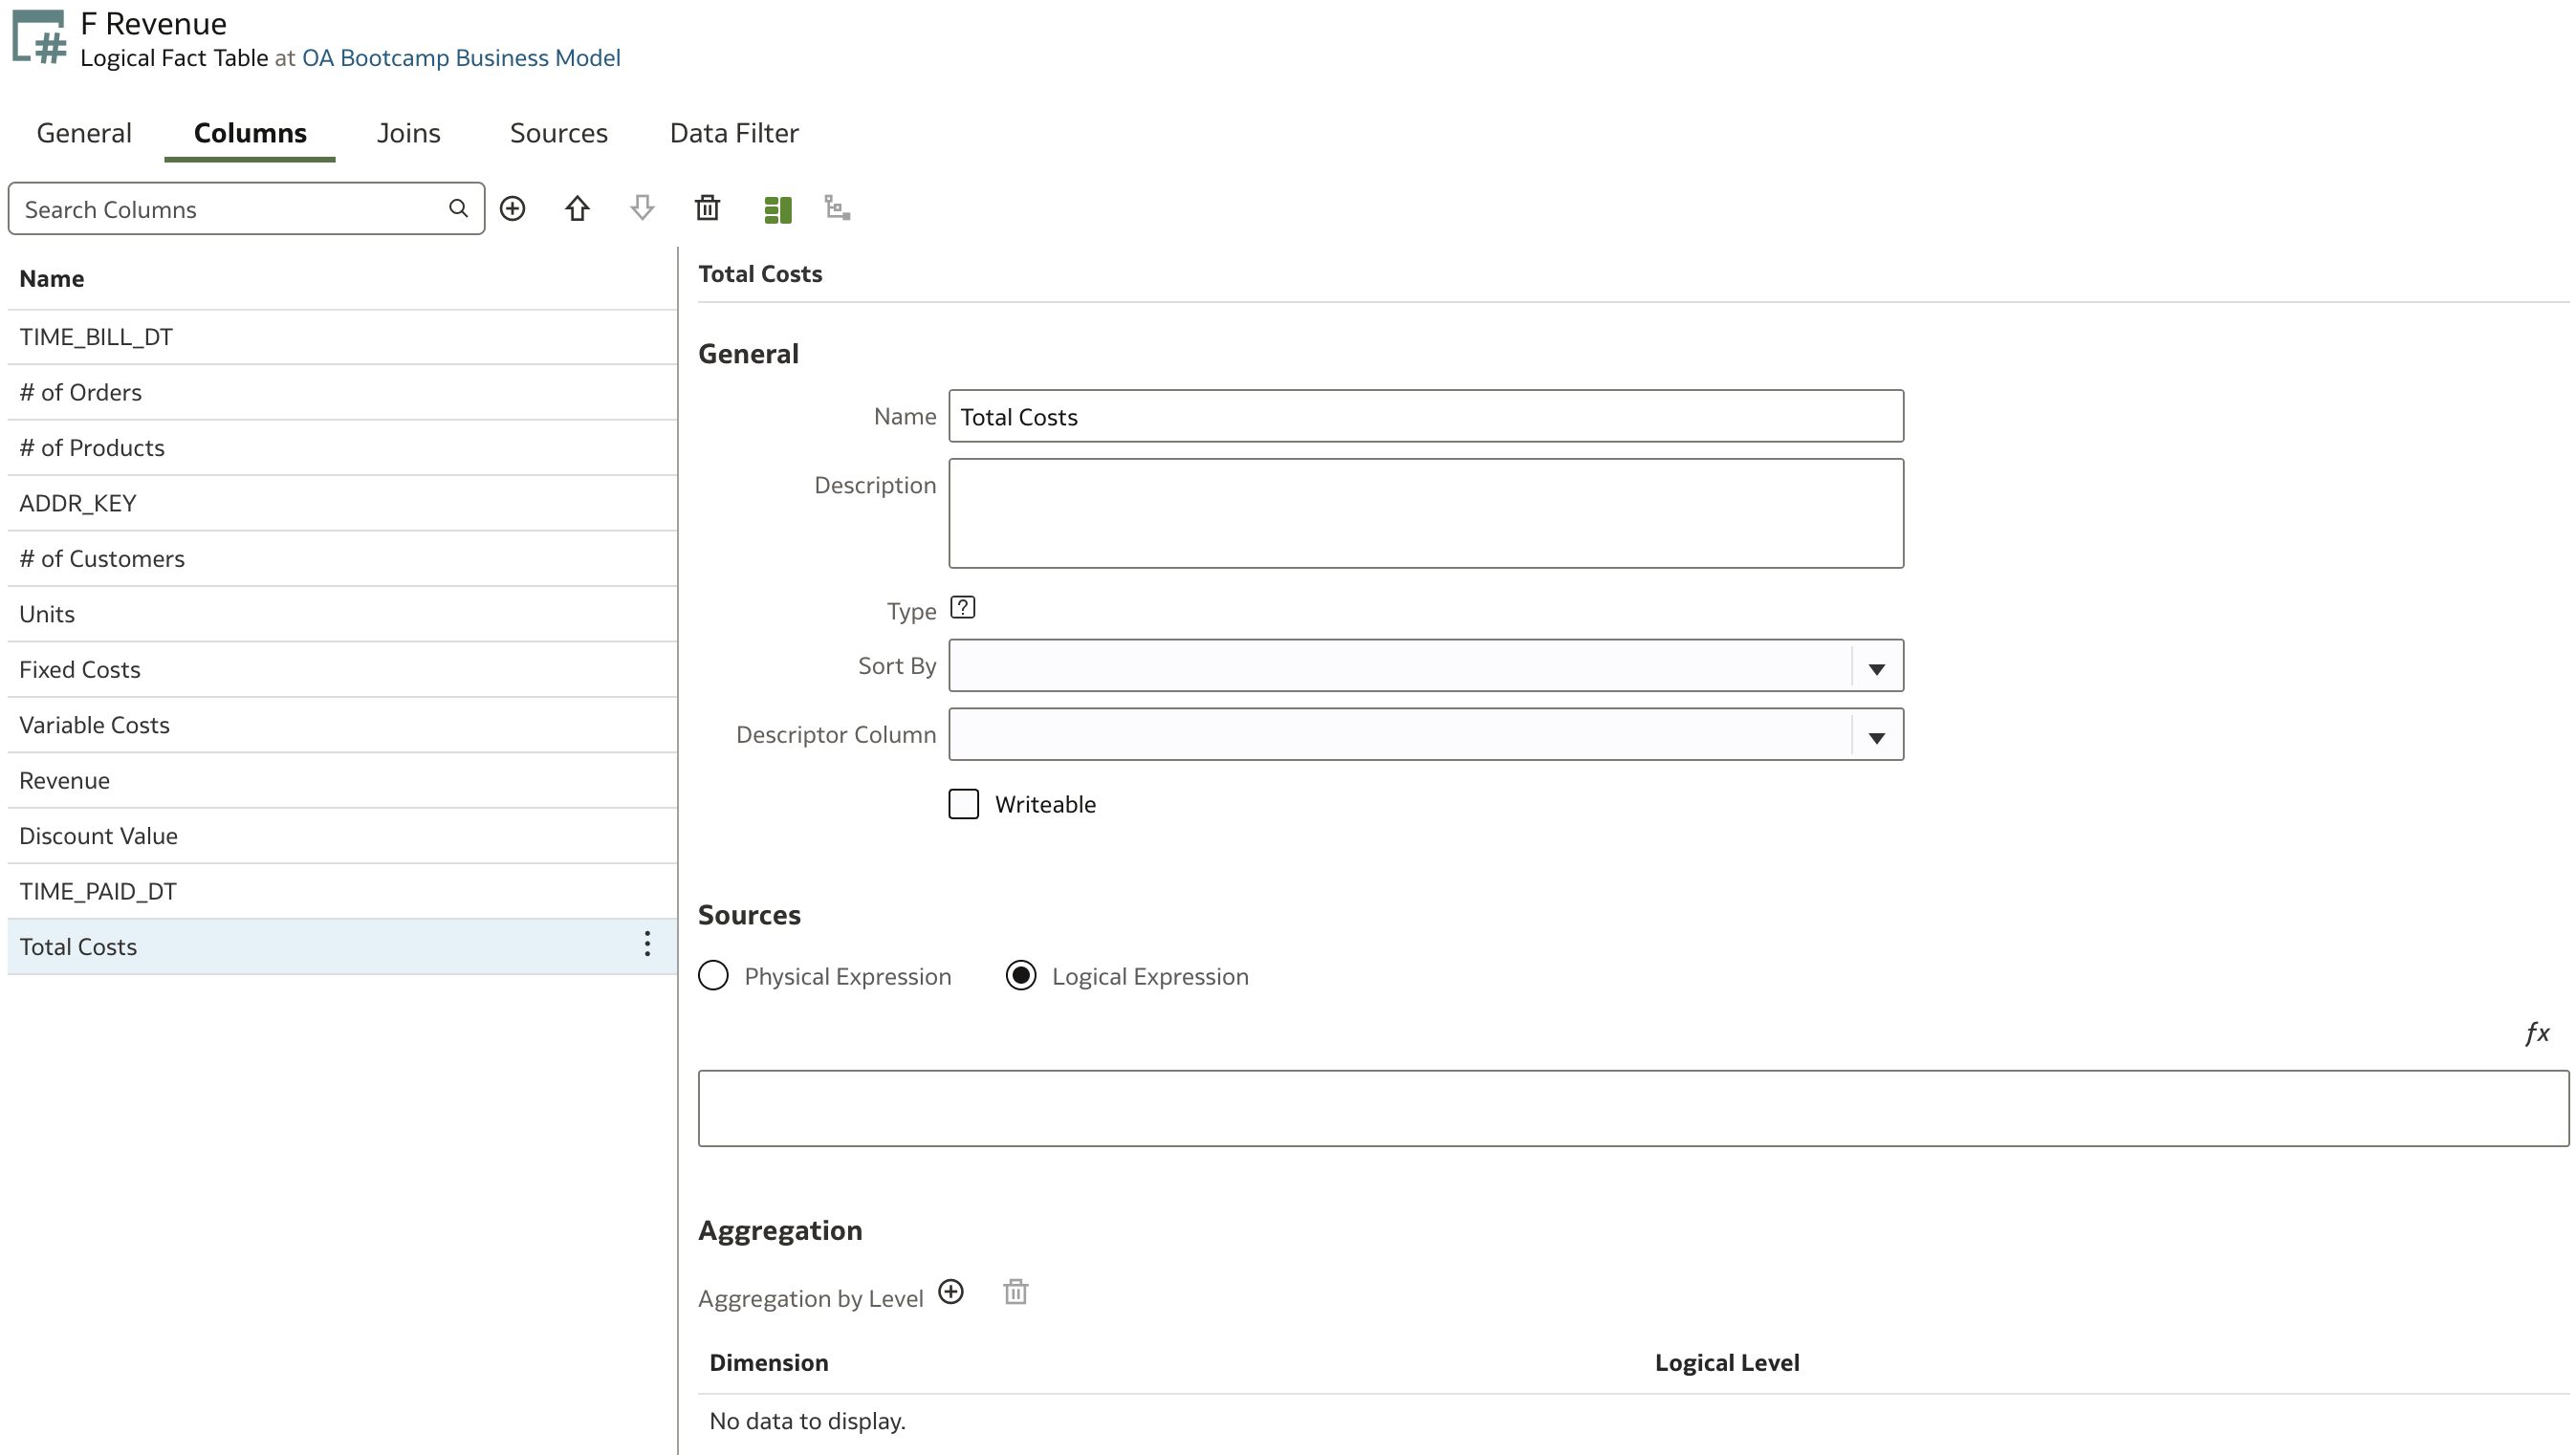 F Revenue
Logical Fact Table at OA Bootcamp Business Model
General Columns Joins Sources Data Filter
Search Columns
Name
TIME_BILL_DT
# of Orders
# of Products
ADDR_KEY
# of Customers
Units
Fixed Costs
Variable Costs
Revenue
Discount Value
TIME_PAID_DT
Total Costs
Total Costs
General
Name Total Costs
Description
Type ?
Sort By
Descriptor Column
Writeable
Sources
Physical Expression Logical Expression
fx
Aggregation
Aggregation by Level
Dimension Logical Level
No data to display.